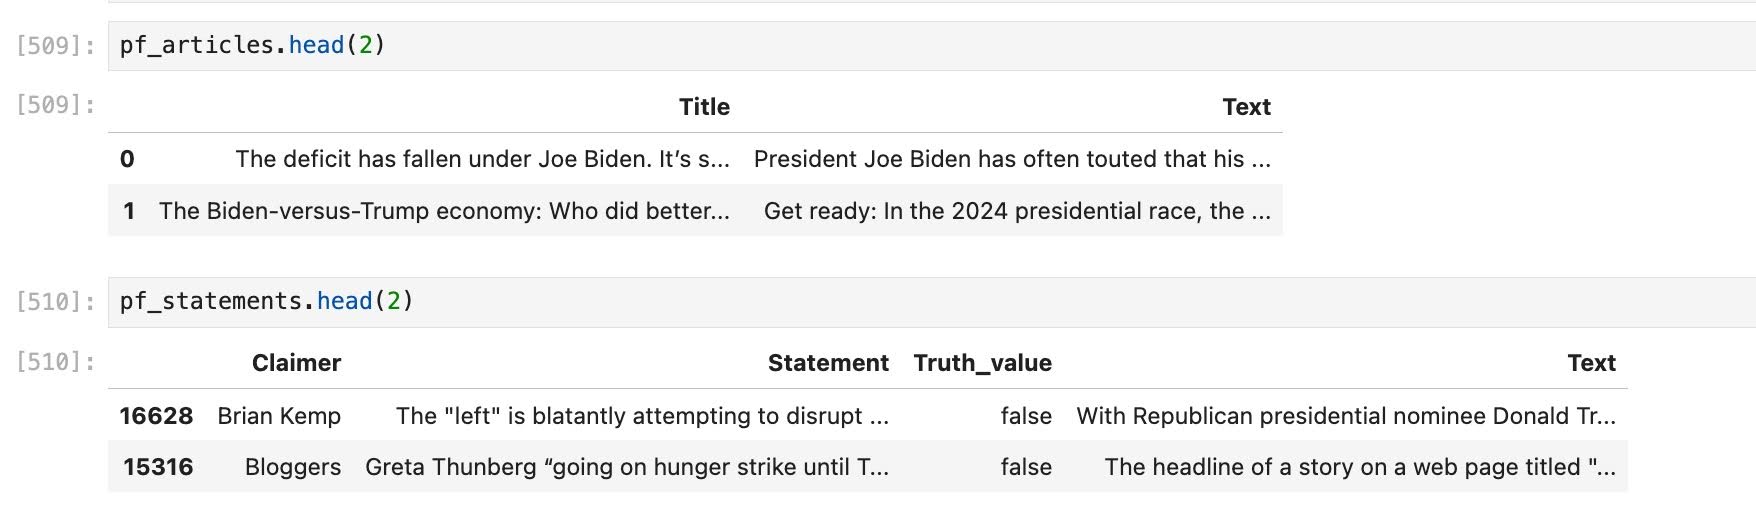 [509]: pf_articles.head(2)
[509]: Title Text
0 The deficit has fallen under Joe Biden. It’s s... President Joe Biden has often touted that his ...
1 The Biden-versus-Trump economy: Who did better... Get ready: In the 2024 presidential race, the ...
[510]: pf_statements.head(2)
[510]: Claimer Statement Truth_value Text
16628 Brian Kemp The "left" is blatantly attempting to disrupt ... false With Republican presidential nominee Donald Tr...
15316 Bloggers Greta Thunberg “going on hunger strike until T... false The headline of a story on a web page titled "...